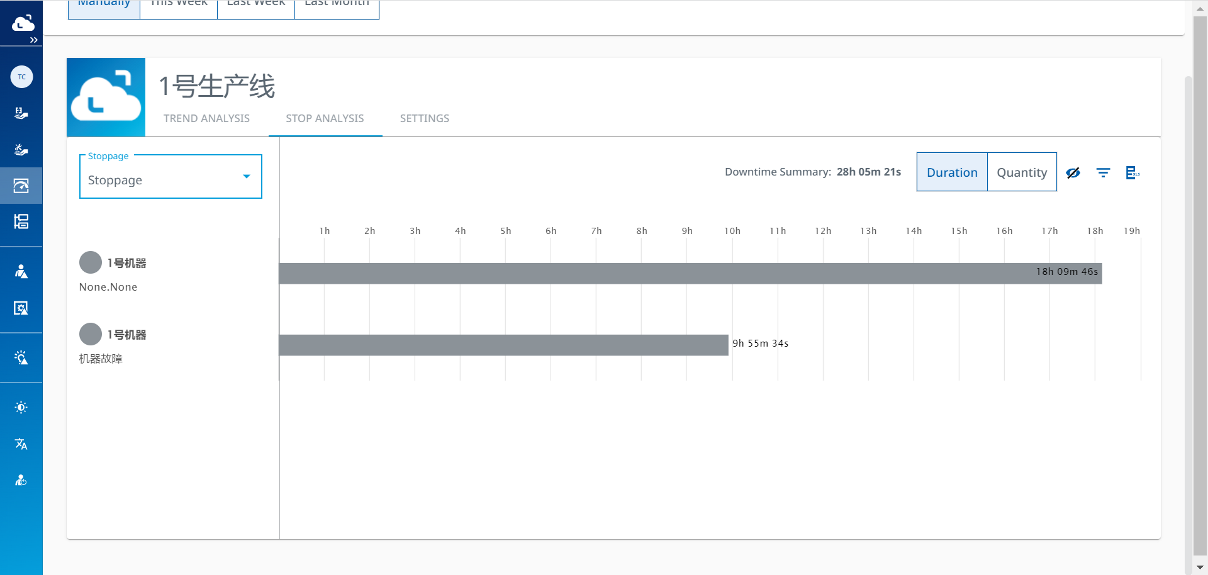 Manually This Week Last Week Last Month
TC
1号生产线
TREND ANALYSIS STOP ANALYSIS SETTINGS
Stoppage
Stoppage
Downtime Summary: 28h 05m 21s
Duration Quantity
1h 2h 3h 4h 5h 6h 7h 8h 9h 10h 11h 12h 13h 14h 15h 16h 17h 18h 19h
1号机器
None.None
18h 09m 46s
1号机器
机器故障
9h 55m 34s